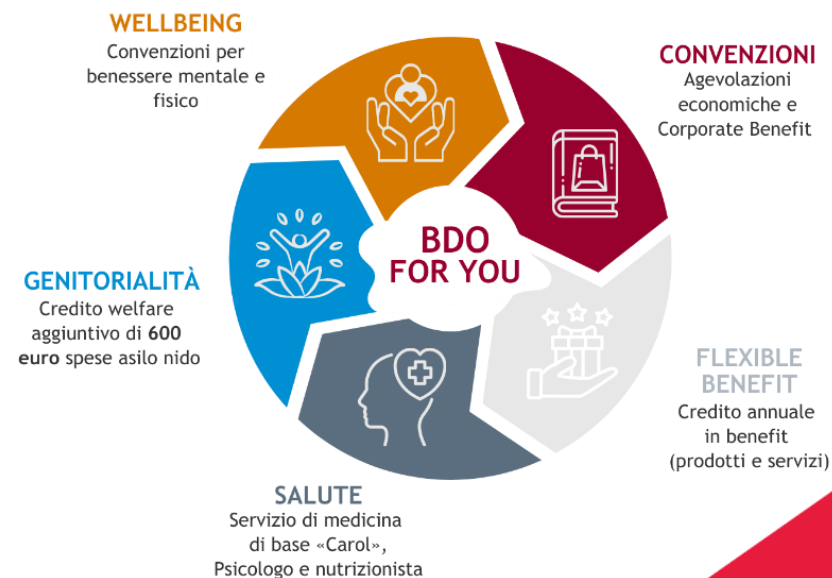 WELLBEING
Convenzioni per
benessere mentale e
fisico
CONVENZIONI
Agevolazioni
economiche e
Corporate Benefit
BDO
FOR YOU
GENITORIALITÀ
Credito welfare
aggiuntivo di 600
euro spese asilo nido
FLEXIBLE
BENEFIT
Credito annuale
in benefit
(prodotti e servizi)
SALUTE
Servizio di medicina
di base «Carol»,
Psicologo e nutrizionista